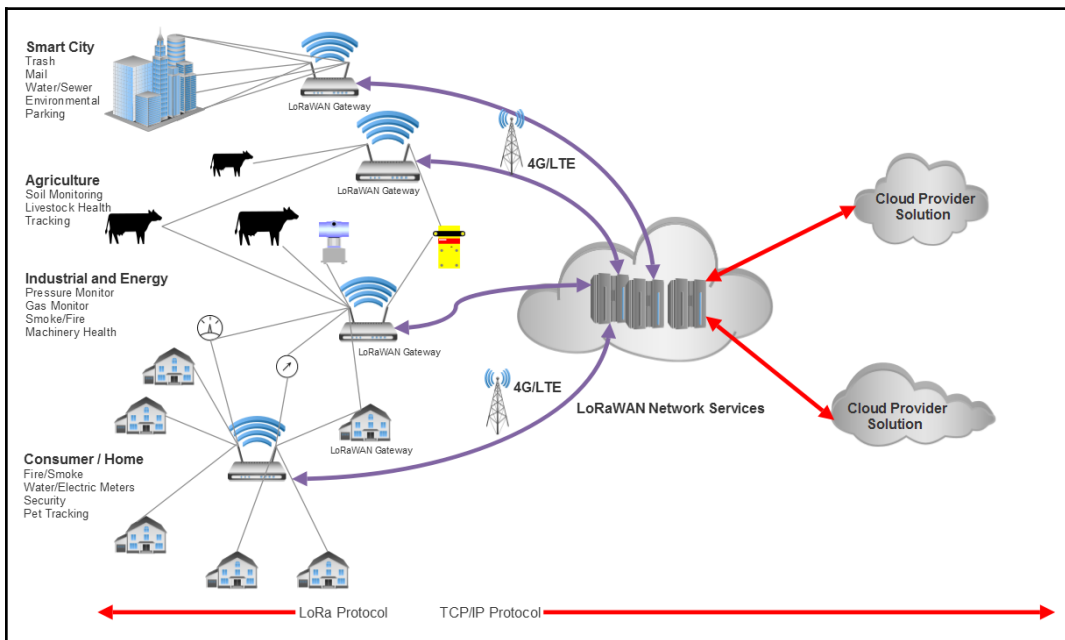 Smart City
Trash
Mail
Water/Sewer
Environmental
Parking
LoRaWAN Gateway
4G/LTE
LoRaWAN Gateway
Agriculture
Soil Monitoring
Livestock Health
Tracking
Cloud Provider
Solution
Industrial and Energy
Pressure Monitor
Gas Monitor
Smoke/Fire
Machinery Health
LoRaWAN Gateway
4G/LTE
LoRaWAN Network Services
Cloud Provider
Solution
LoRaWAN Gateway
Consumer / Home
Fire/Smoke
Water/Electric Meters
Security
Pet Tracking
LoRa Protocol
TCP/IP Protocol